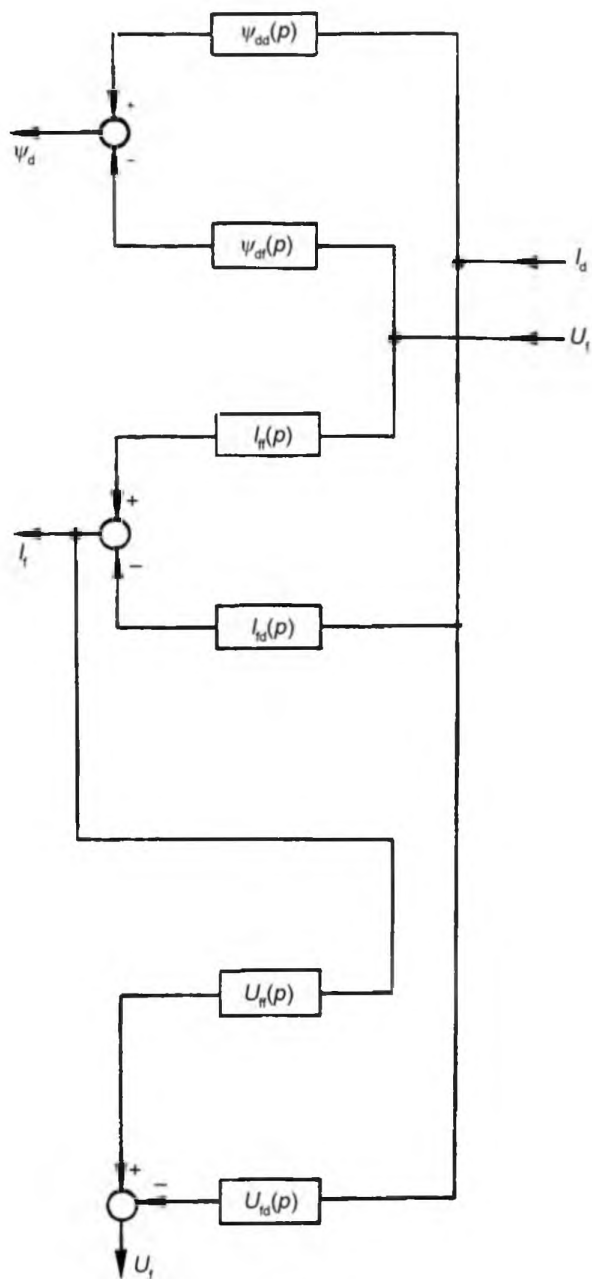 ψdd(p)
+
ψd
−
ψdf(p)
Id
Uf
Iff(p)
+
If
−
Ifd(p)
Uff(p)
+
−
Ufd(p)
Uf